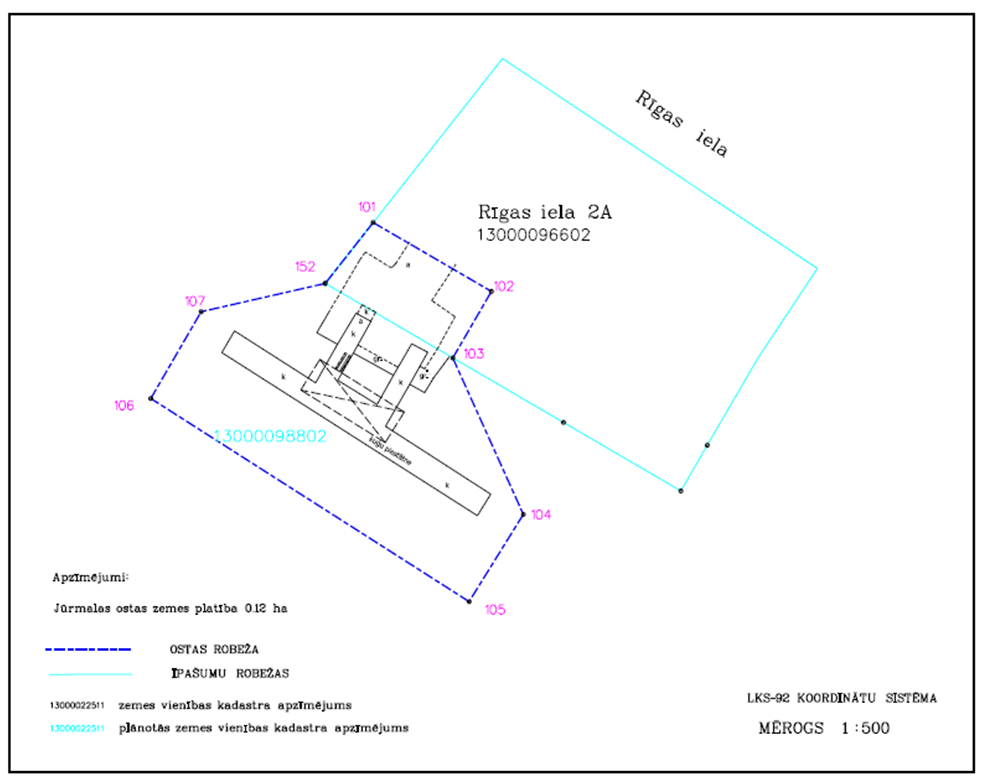 Rīgas iela
101
Rīgas iela 2A
13000096602
152
102
107
103
a
k
k
k
k
106
13000098802
k
104
105
Apzīmējumi:
Jūrmalas ostas zemes platība 0.12 ha
OSTAS ROBEŽA
ĪPAŠUMU ROBEŽAS
13000022511 zemes vienības kadastra apzīmējums
13000022511 plānotās zemes vienības kadastra apzīmējums
LKS-92 KOORDINĀTU SISTĒMA
MĒROGS 1:500